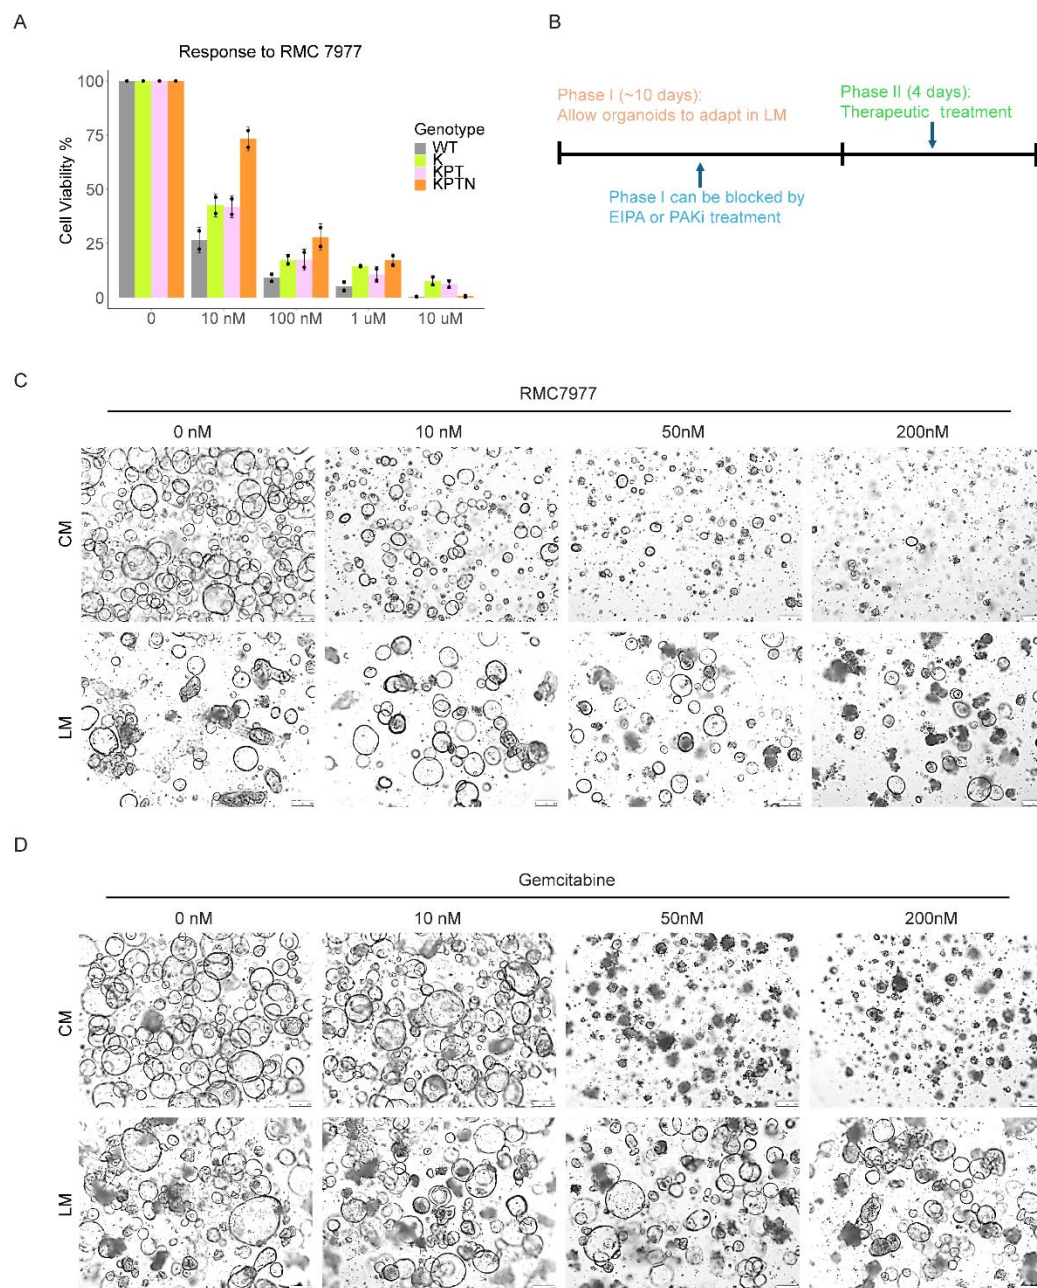 A
Response to RMC 7977
Cell Viability %
100
75
50
25
0
0
10 nM
100 nM
1 uM
10 uM
Genotype
WT
K
KPT
KPTN
B
Phase I (~10 days):
Allow organoids to adapt in LM
Phase II (4 days):
Therapeutic treatment
Phase I can be blocked by
EIPA or PAKi treatment
C
RMC7977
0 nM 10 nM 50nM 200nM
CM
LM
D
Gemcitabine
0 nM 10 nM 50nM 200nM
CM
LM